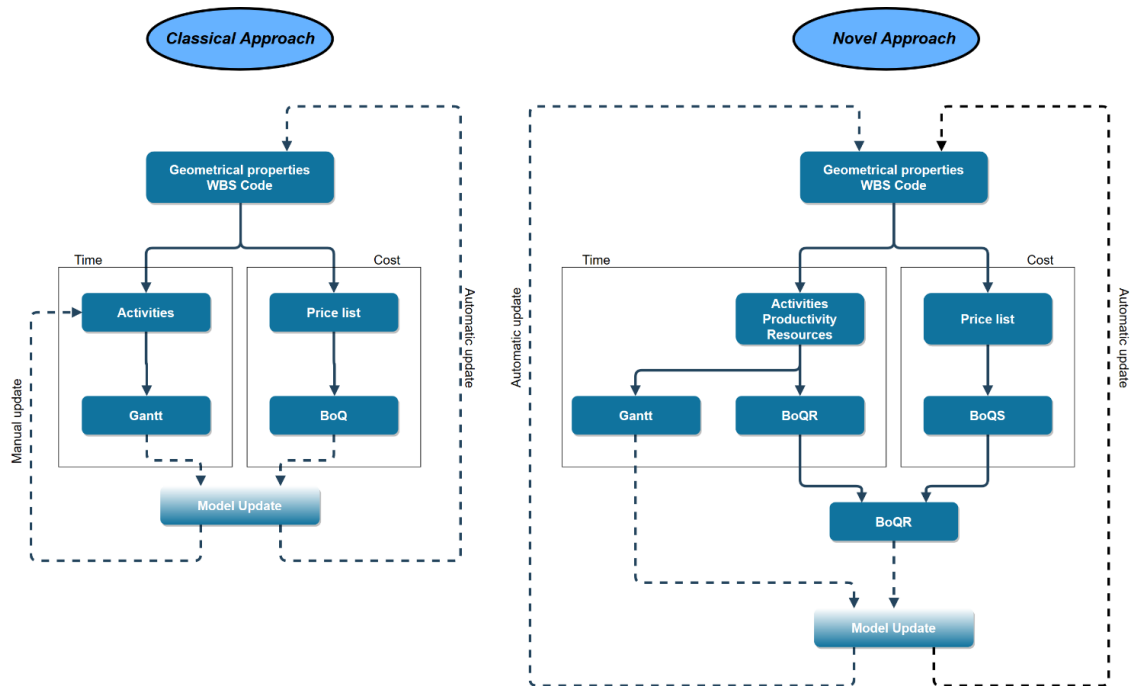 Classical Approach
Geometrical properties
WBS Code
Time
Cost
Activities
Price list
Gantt
BoQ
Model Update
Manual update
Automatic update
Novel Approach
Geometrical properties
WBS Code
Time
Cost
Activities
Productivity
Resources
Price list
Gantt
BoQR
BoQS
BoQR
Model Update
Automatic update
Automatic update